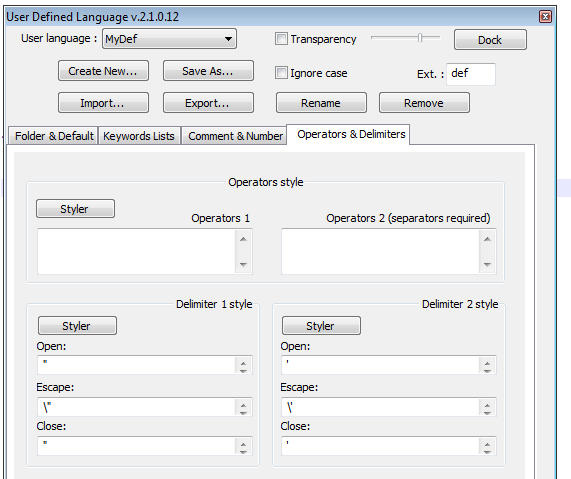 User Defined Language v.2.1.0.12
User language : MyDef Transparency Dock
Create New... Save As... Ignore case Ext. : def
Import... Export... Rename Remove
Folder & Default Keywords Lists Comment & Number Operators & Delimiters
Operators style
Styler
Operators 1 Operators 2 (separators required)
Delimiter 1 style Delimiter 2 style
Styler Styler
Open: Open:
" '
Escape: Escape:
\" \'
Close: Close:
" '